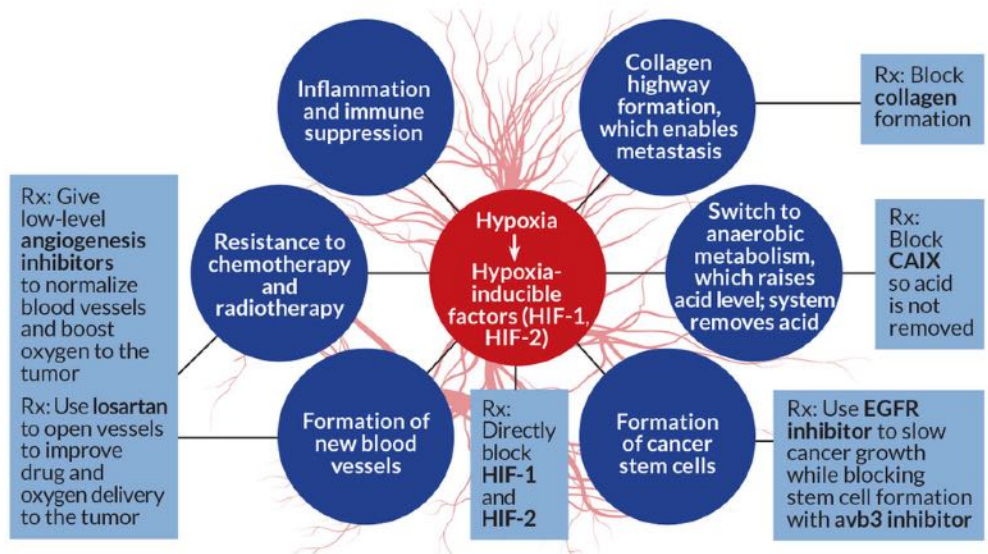 Inflammation
and immune
suppression
Collagen
highway
formation,
which enables
metastasis
Rx: Block
collagen
formation
Rx: Give
low-level
angiogenesis
inhibitors
to normalize
blood vessels
and boost
oxygen to the
tumor
Rx: Use losartan
to open vessels
to improve
drug and
oxygen delivery
to the tumor
Resistance to
chemotherapy
and
radiotherapy
Hypoxia
Hypoxia-
inducible
factors (HIF-1,
HIF-2)
Switch to
anaerobic
metabolism,
which raises
acid level; system
removes acid
Rx:
Block
CAIX
so acid
is not
removed
Formation of
new blood
vessels
Rx:
Directly
block
HIF-1
and
HIF-2
Formation
of cancer
stem cells
Rx: Use EGFR
inhibitor to slow
cancer growth
while blocking
stem cell formation
with avb3 inhibitor